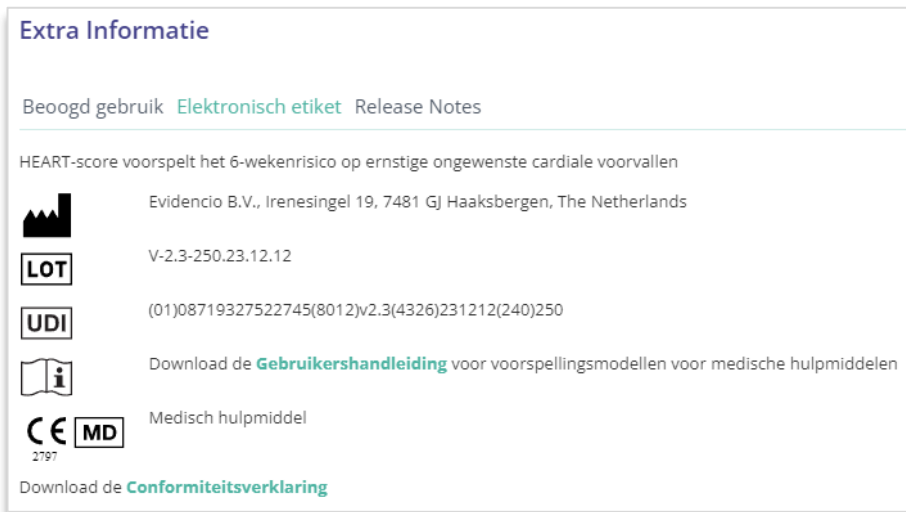 Extra Informatie
Beoogd gebruik Elektronisch etiket Release Notes
HEART-score voorspelt het 6-wekenrisico op ernstige ongewenste cardiale voorvallen
Evidencio B.V., Irenesingel 19, 7481 GJ Haaksbergen, The Netherlands
LOT V-2.3-250.23.12.12
UDI (01)08719327522745(8012)v2.3(4326)231212(240)250
i Download de Gebruikershandleiding voor voorspellingsmodellen voor medische hulpmiddelen
CE MD Medisch hulpmiddel
2797
Download de Conformiteitsverklaring